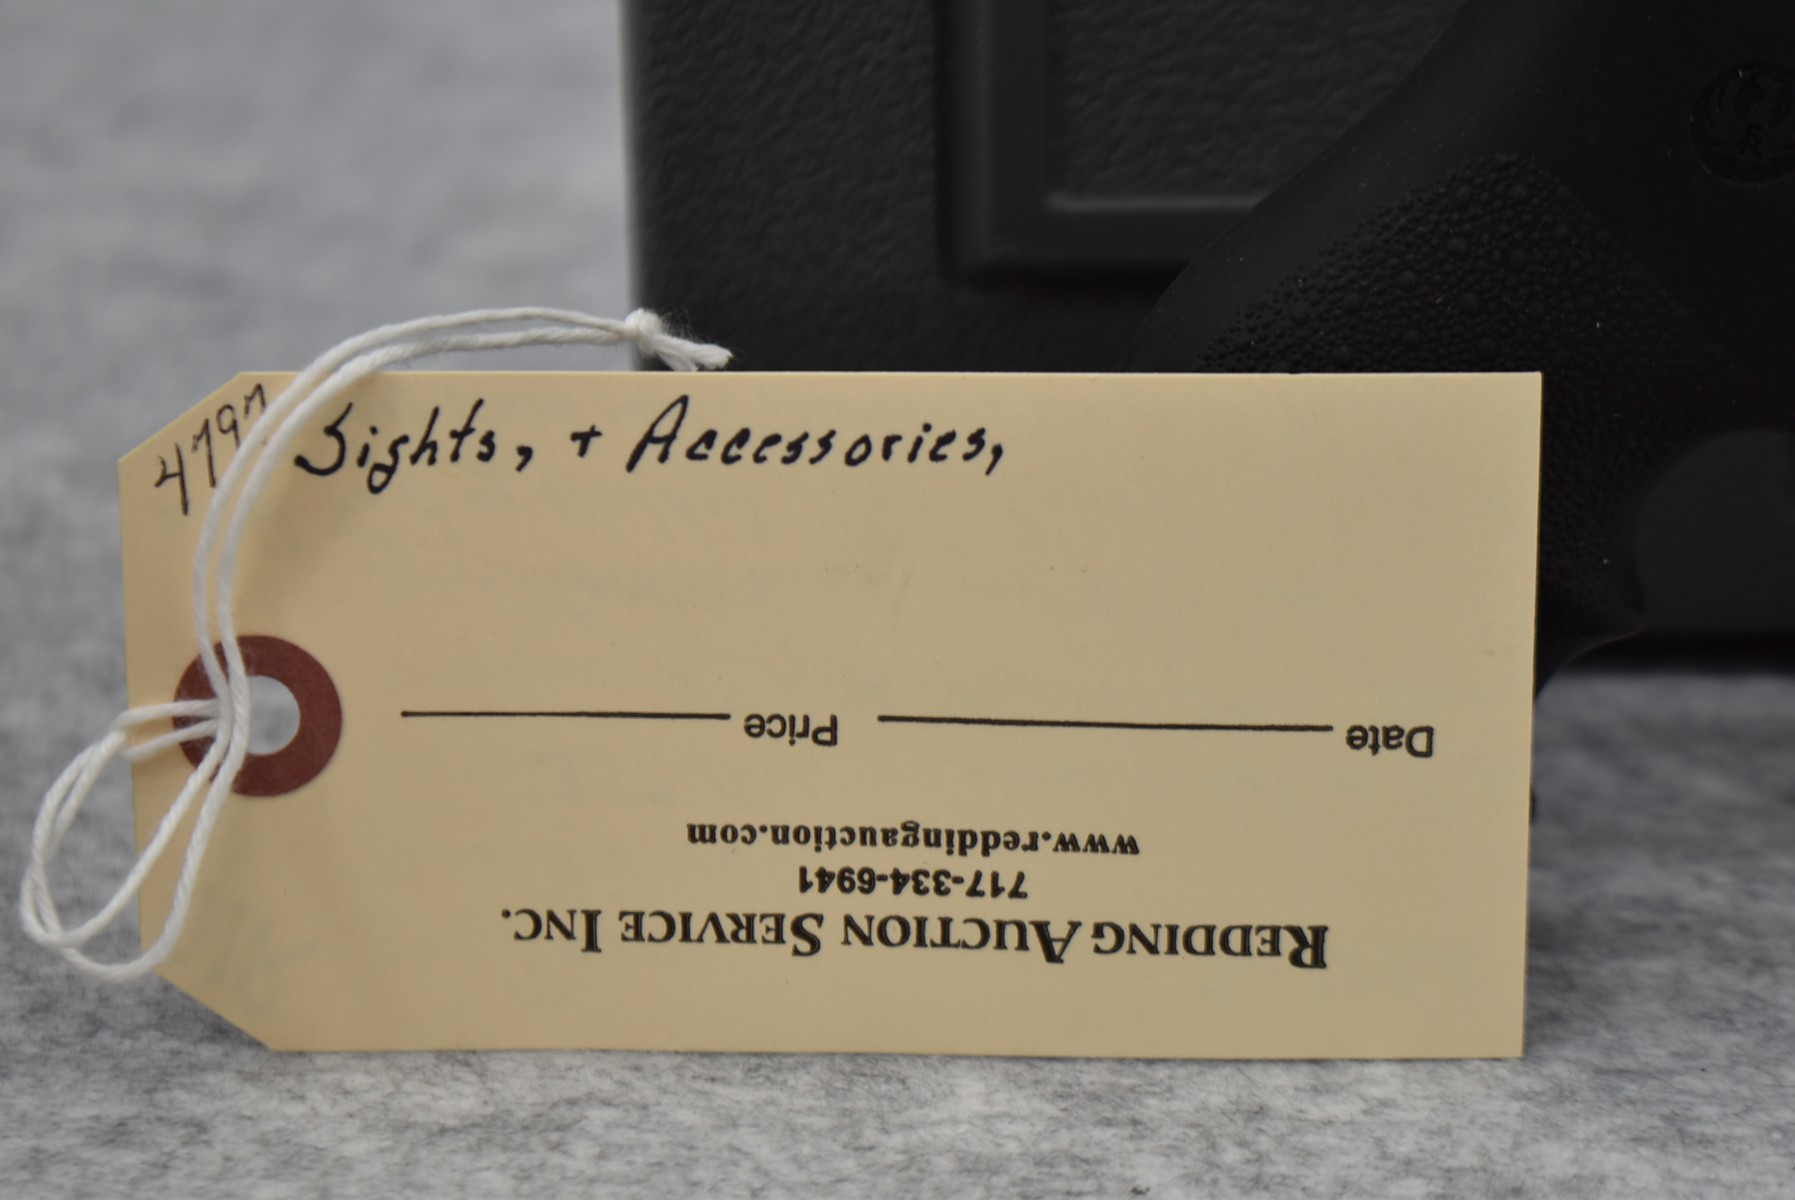 4797
Sights, + Accessories,
REDDING AUCTION SERVICE INC.
717-334-6941
www.reddingauction.com
Date Price